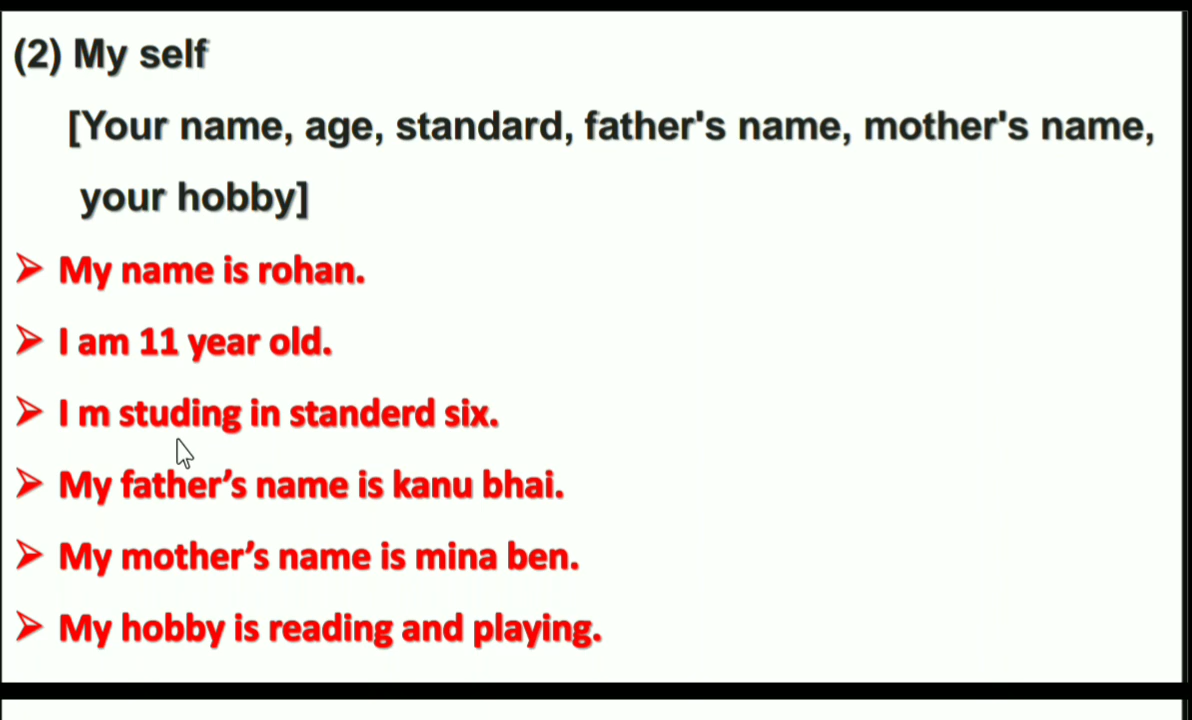 (2) My self
[Your name, age, standard, father's name, mother's name,
your hobby]
➢ My name is rohan.
➢ I am 11 year old.
➢ I m studing in standerd six.
➢ My father’s name is kanu bhai.
➢ My mother’s name is mina ben.
➢ My hobby is reading and playing.